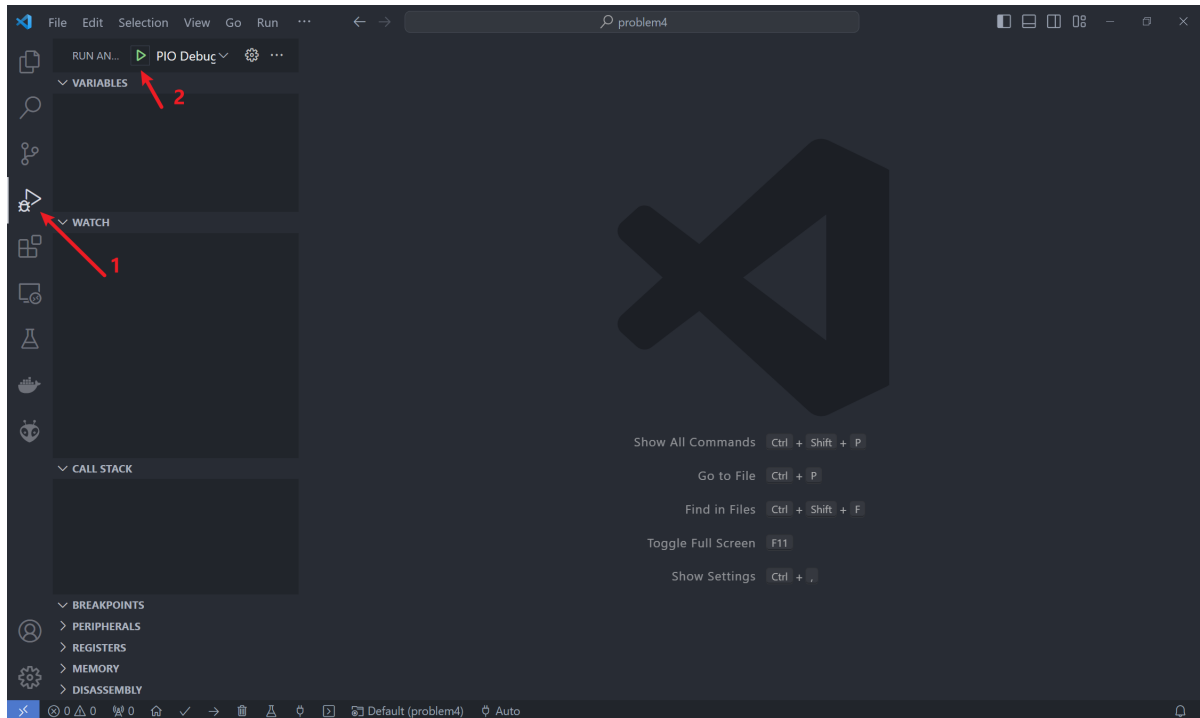 File Edit Selection View Go Run ··· problem4
RUN AN... PIO Debug ···
VARIABLES
2
WATCH
1
CALL STACK
Show All Commands Ctrl + Shift + P
Go to File Ctrl + P
Find in Files Ctrl + Shift + F
Toggle Full Screen F11
Show Settings Ctrl + ,
BREAKPOINTS
PERIPHERALS
REGISTERS
MEMORY
DISASSEMBLY
0 0 0 Default (problem4) Auto